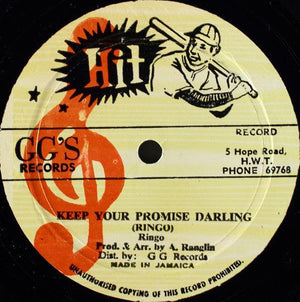 Hit
RECORD
GG'S
RECORDS
5 Hope Road,
H.W.T.
PHONE 69768
KEEP YOUR PROMISE DARLING
(RINGO)
Ringo
Prod. & Arr. by A. Ranglin
Dist. by: G G Records
MADE IN JAMAICA
UNAUTHORISED COPYING OF THIS RECORD PROHIBITED.